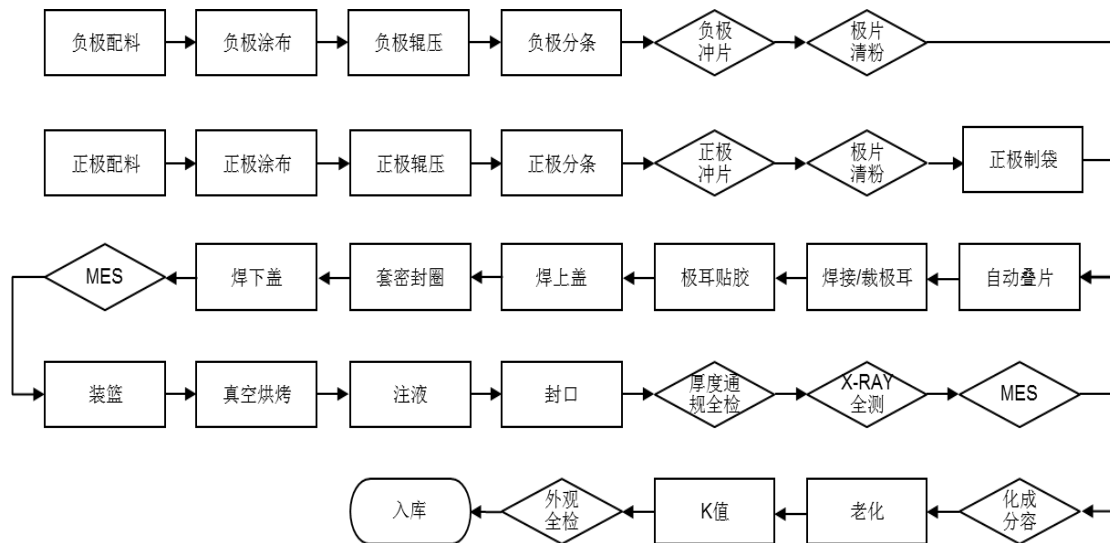 负极配料
负极涂布
负极辊压
负极分条
负极
冲片
极片
清粉
正极配料
正极涂布
正极辊压
正极分条
正极
冲片
极片
清粉
正极制袋
MES
焊下盖
套密封圈
焊上盖
极耳贴胶
焊接/裁极耳
自动叠片
装篮
真空烘烤
注液
封口
厚度通
规全检
X-RAY
全测
MES
入库
外观
全检
K值
老化
化成
分容